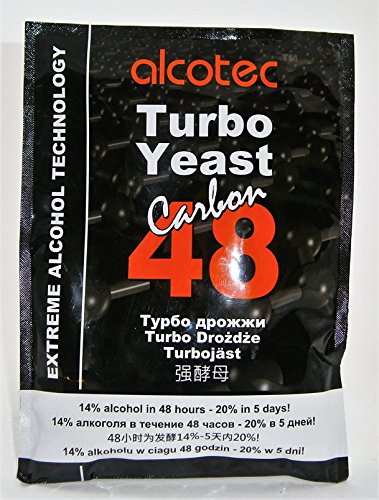 alcotec™
Turbo
Yeast
Carbon
48
EXTREME ALCOHOL TECHNOLOGY
Турбо дрожжи
Turbo Drożdże
Turbojäst
强酵母
14% alcohol in 48 hours - 20% in 5 days!
14% алкоголя в течение 48 часов - 20% в 5 дней!
48小时为发酵14%-5天内20%!
14% alkoholu w ciagu 48 godzin - 20% w 5 dni!